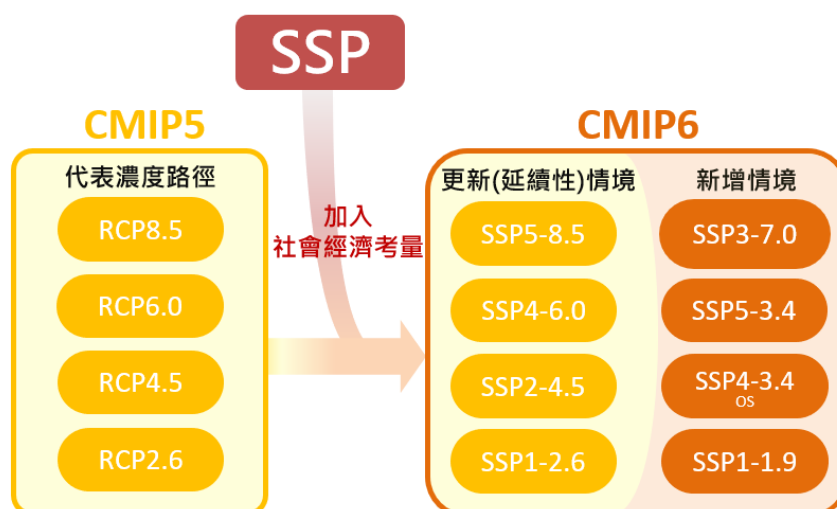 SSP
CMIP5
代表濃度路徑
RCP8.5
RCP6.0
RCP4.5
RCP2.6
加入
社會經濟考量
CMIP6
更新(延續性)情境
SSP5-8.5
SSP4-6.0
SSP2-4.5
SSP1-2.6
新增情境
SSP3-7.0
SSP5-3.4
SSP4-3.4
OS
SSP1-1.9